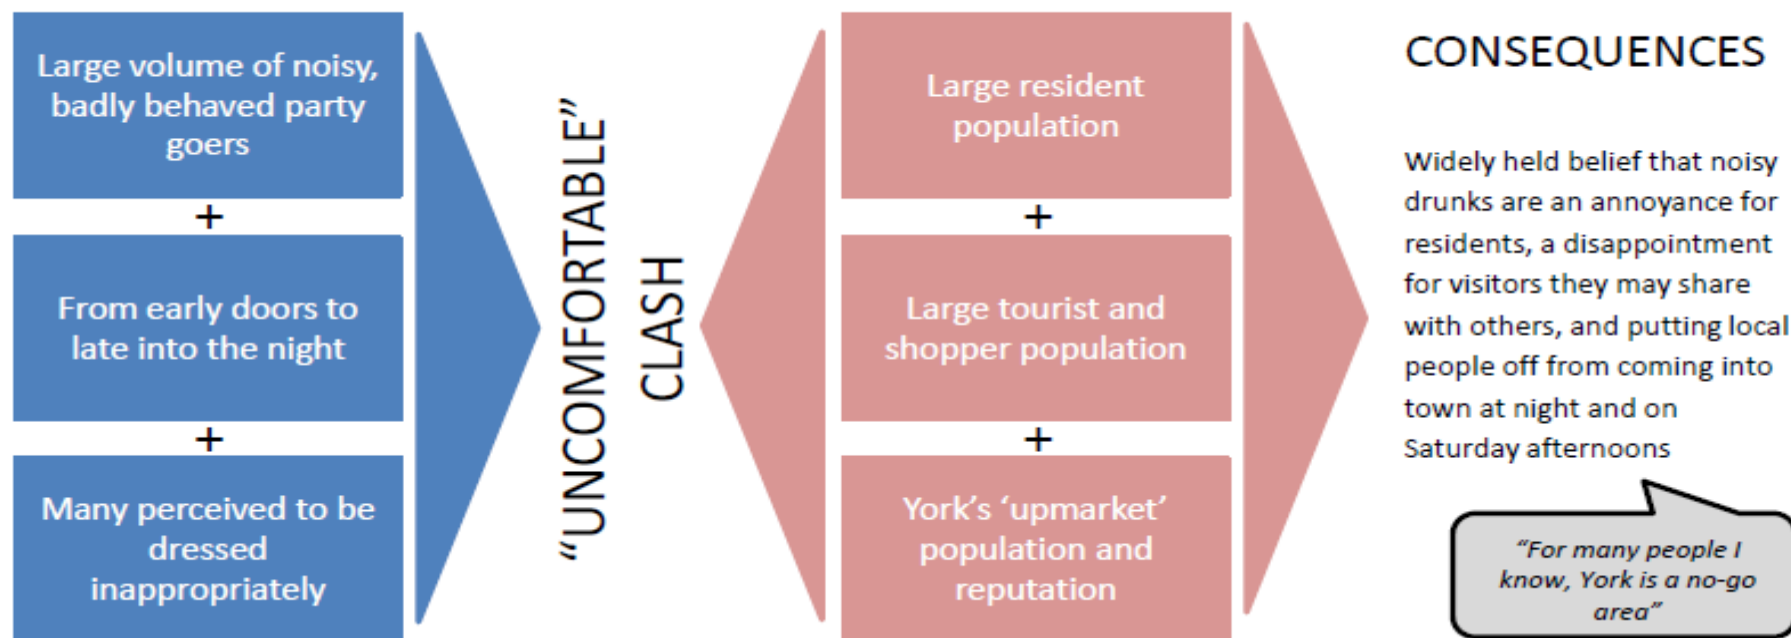 Large volume of noisy,
badly behaved party
goers
+
From early doors to
late into the night
+
Many perceived to be
dressed
inappropriately
“UNCOMFORTABLE”
CLASH
Large resident
population
+
Large tourist and
shopper population
+
York’s ‘upmarket’
population and
reputation
CONSEQUENCES
Widely held belief that noisy
drunks are an annoyance for
residents, a disappointment
for visitors they may share
with others, and putting local
people off from coming into
town at night and on
Saturday afternoons
“For many people I
know, York is a no-go
area”